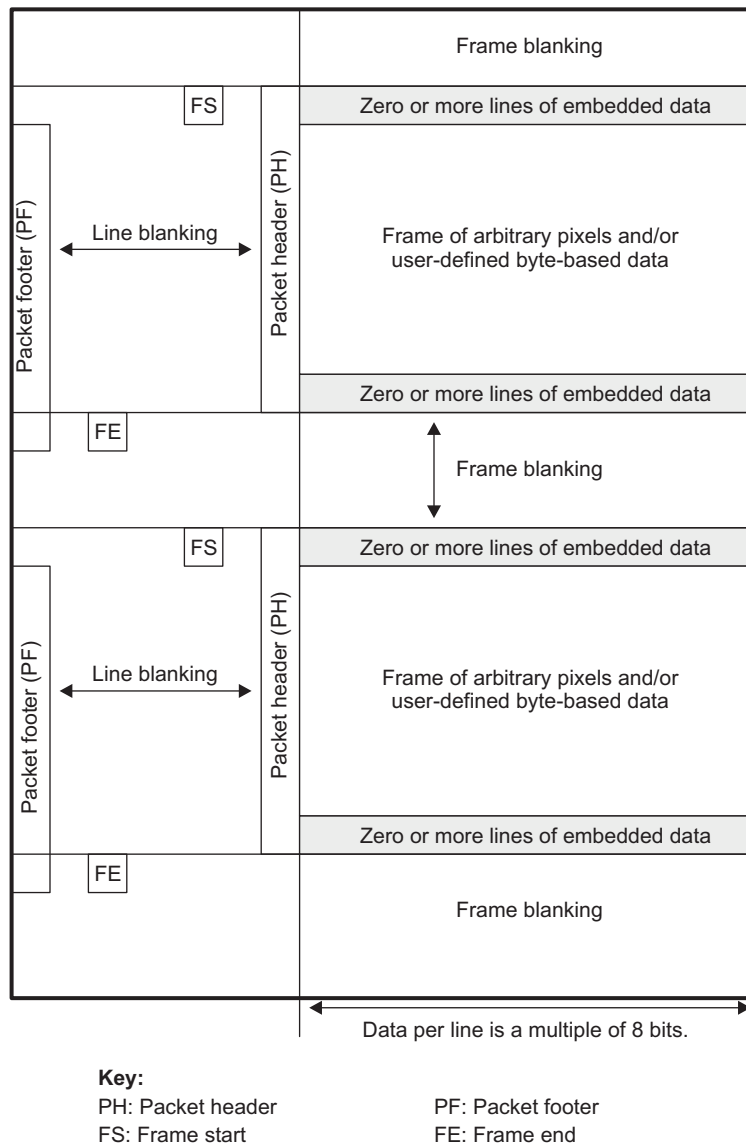 Frame blanking
FS
Zero or more lines of embedded data
Packet footer (PF)
Line blanking
Packet header (PH)
Frame of arbitrary pixels and/or
user-defined byte-based data
Zero or more lines of embedded data
FE
Frame blanking
FS
Zero or more lines of embedded data
Packet footer (PF)
Line blanking
Packet header (PH)
Frame of arbitrary pixels and/or
user-defined byte-based data
Zero or more lines of embedded data
FE
Frame blanking
Data per line is a multiple of 8 bits.
Key:
PH: Packet header
PF: Packet footer
FS: Frame start
FE: Frame end